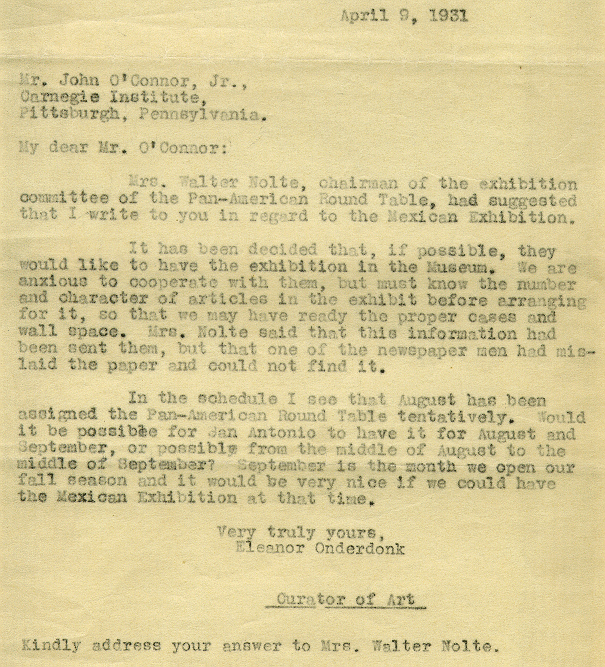 April 9, 1931
Mr. John O'Connor, Jr.,
Carnegie Institute,
Pittsburgh, Pennsylvania.
My dear Mr. O'Connor:
Mrs. Walter Nolte, chairman of the exhibition
committee of the Pan-American Round Table, had suggested
that I write to you in regard to the Mexican Exhibition.
It has been decided that, if possible, they
would like to have the exhibition in the Museum. We are
anxious to cooperate with them, but must know the number
and character of articles in the exhibit before arranging
for it, so that we may have ready the proper cases and
wall space. Mrs. Nolte said that this information had
been sent them, but that one of the newspaper men had mis-
laid the paper and could not find it.
In the schedule I see that August has been
assigned the Pan-American Round Table tentatively. Would
it be possible for San Antonio to have it for August and
September, or possibly from the middle of August to the
middle of September? September is the month we open our
fall season and it would be very nice if we could have
the Mexican Exhibition at that time.
Very truly yours,
Eleanor Onderdonk
Curator of Art
Kindly address your answer to Mrs. Walter Nolte.